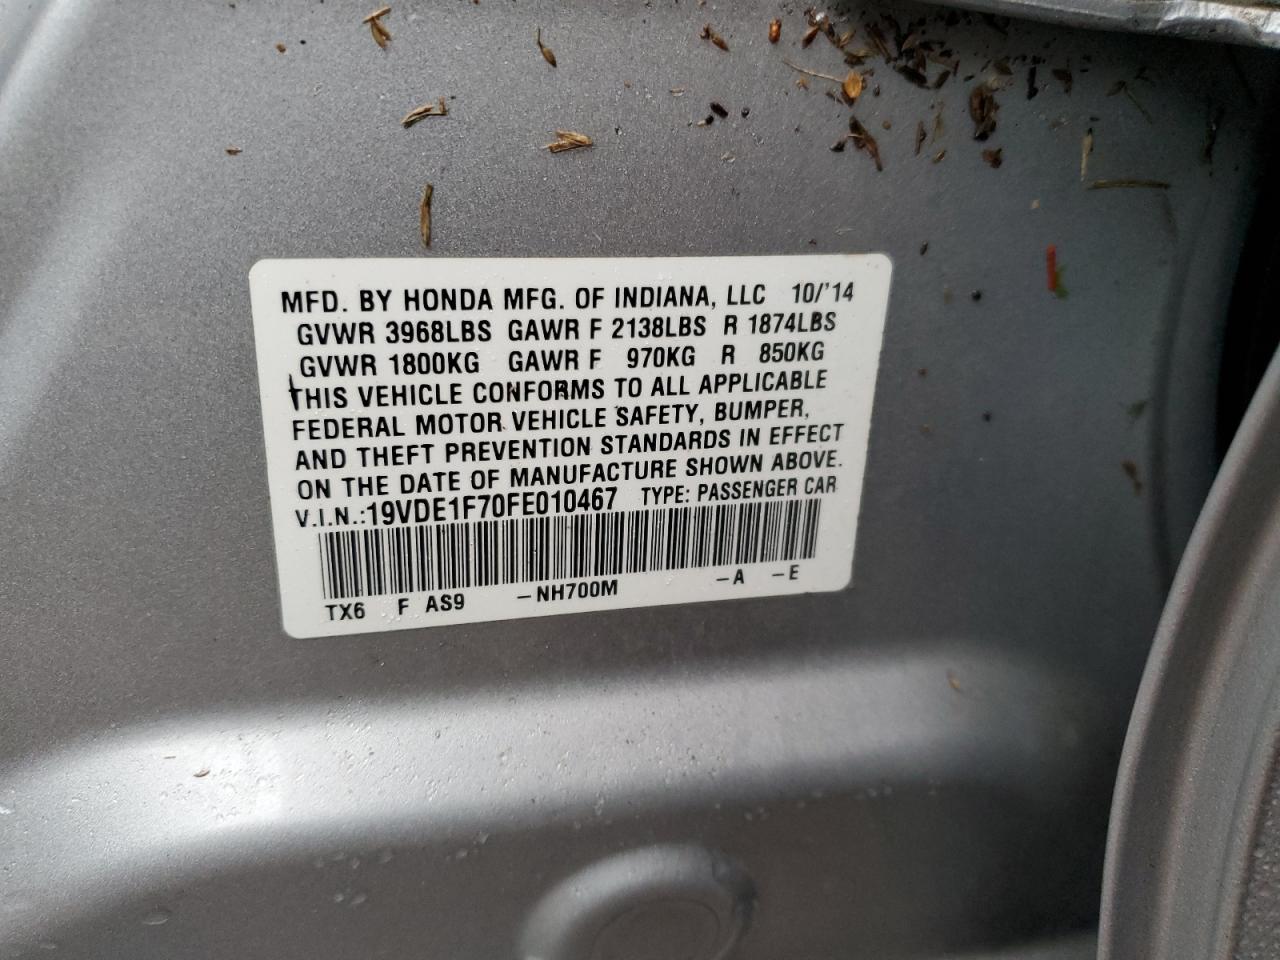 MFD. BY HONDA MFG. OF INDIANA, LLC 10/'14
GVWR 3968LBS GAWR F 2138LBS R 1874LBS
GVWR 1800KG GAWR F 970KG R 850KG
THIS VEHICLE CONFORMS TO ALL APPLICABLE
FEDERAL MOTOR VEHICLE SAFETY, BUMPER,
AND THEFT PREVENTION STANDARDS IN EFFECT
ON THE DATE OF MANUFACTURE SHOWN ABOVE.
V.I.N.:19VDE1F70FE010467 TYPE: PASSENGER CAR
TX6 F AS9 -NH700M -A -E